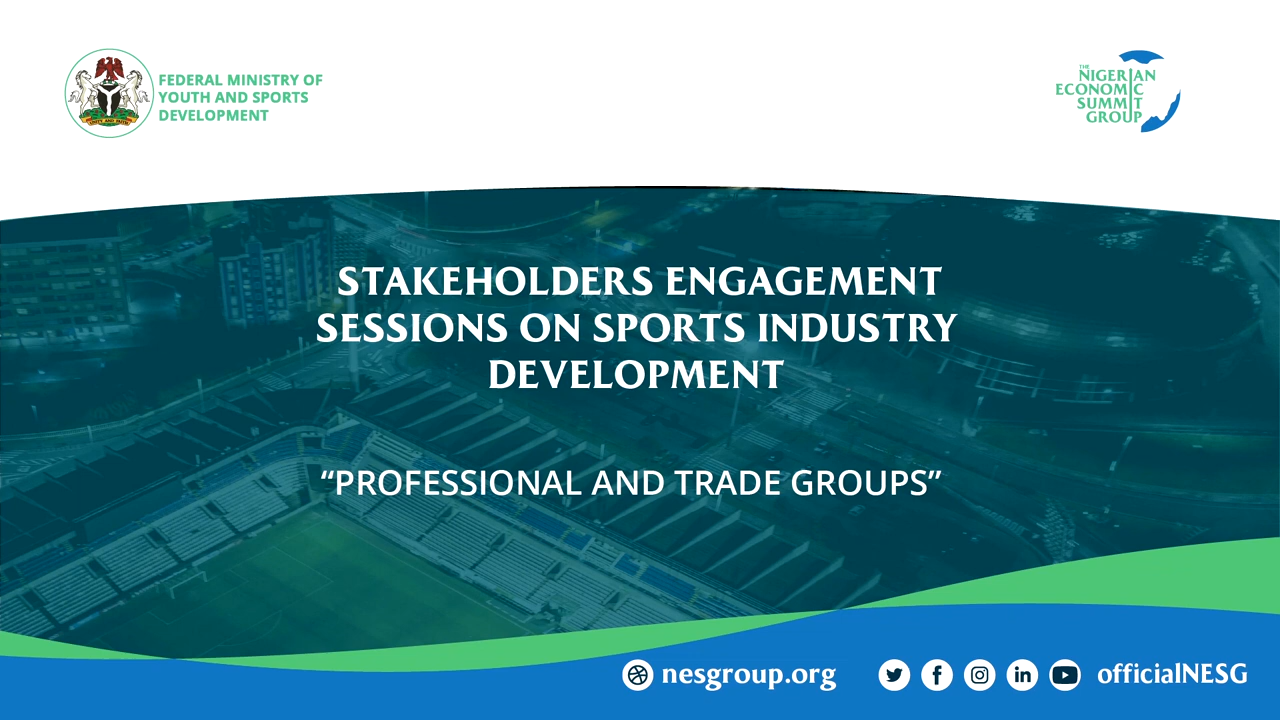 FEDERAL MINISTRY OF
YOUTH AND SPORTS
DEVELOPMENT
THE
NIGERIAN
ECONOMIC
SUMMIT
GROUP
STAKEHOLDERS ENGAGEMENT
SESSIONS ON SPORTS INDUSTRY
DEVELOPMENT
“PROFESSIONAL AND TRADE GROUPS”
nesgroup.org
officialNESG